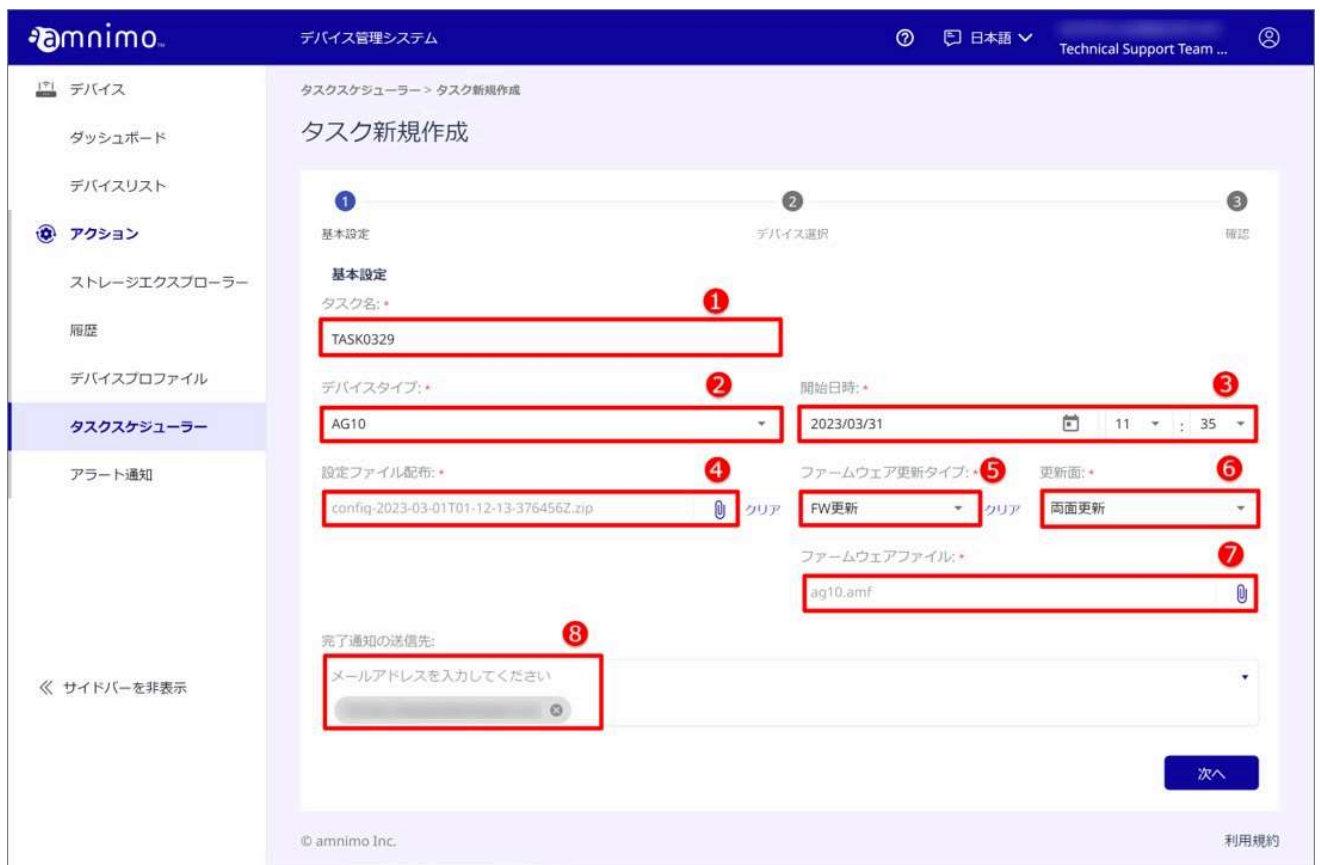 amnimo
デバイス管理システム
日本語
Technical Support Team ...
デバイス
ダッシュボード
デバイスリスト
アクション
ストレージエクスプローラー
履歴
デバイスプロファイル
タスクスケジューラー
アラート通知
《 サイドバーを非表示
タスクスケジューラー > タスク新規作成
タスク新規作成
1 2 3
基本設定 デバイス選択 確認
基本設定
タスク名: * 1
TASK0329
デバイスタイプ: * 2 開始日時: * 3
AG10 2023/03/31 11 : 35
設定ファイル配布: * 4 ファームウェア更新タイプ: * 5 更新面: * 6
config-2023-03-01T01-12-13-376456Z.zip クリア FW更新 クリア 両面更新
ファームウェアファイル: * 7
ag10.amf
完了通知の送信先: 8
メールアドレスを入力してください
次へ
© amnimo Inc. 利用規約